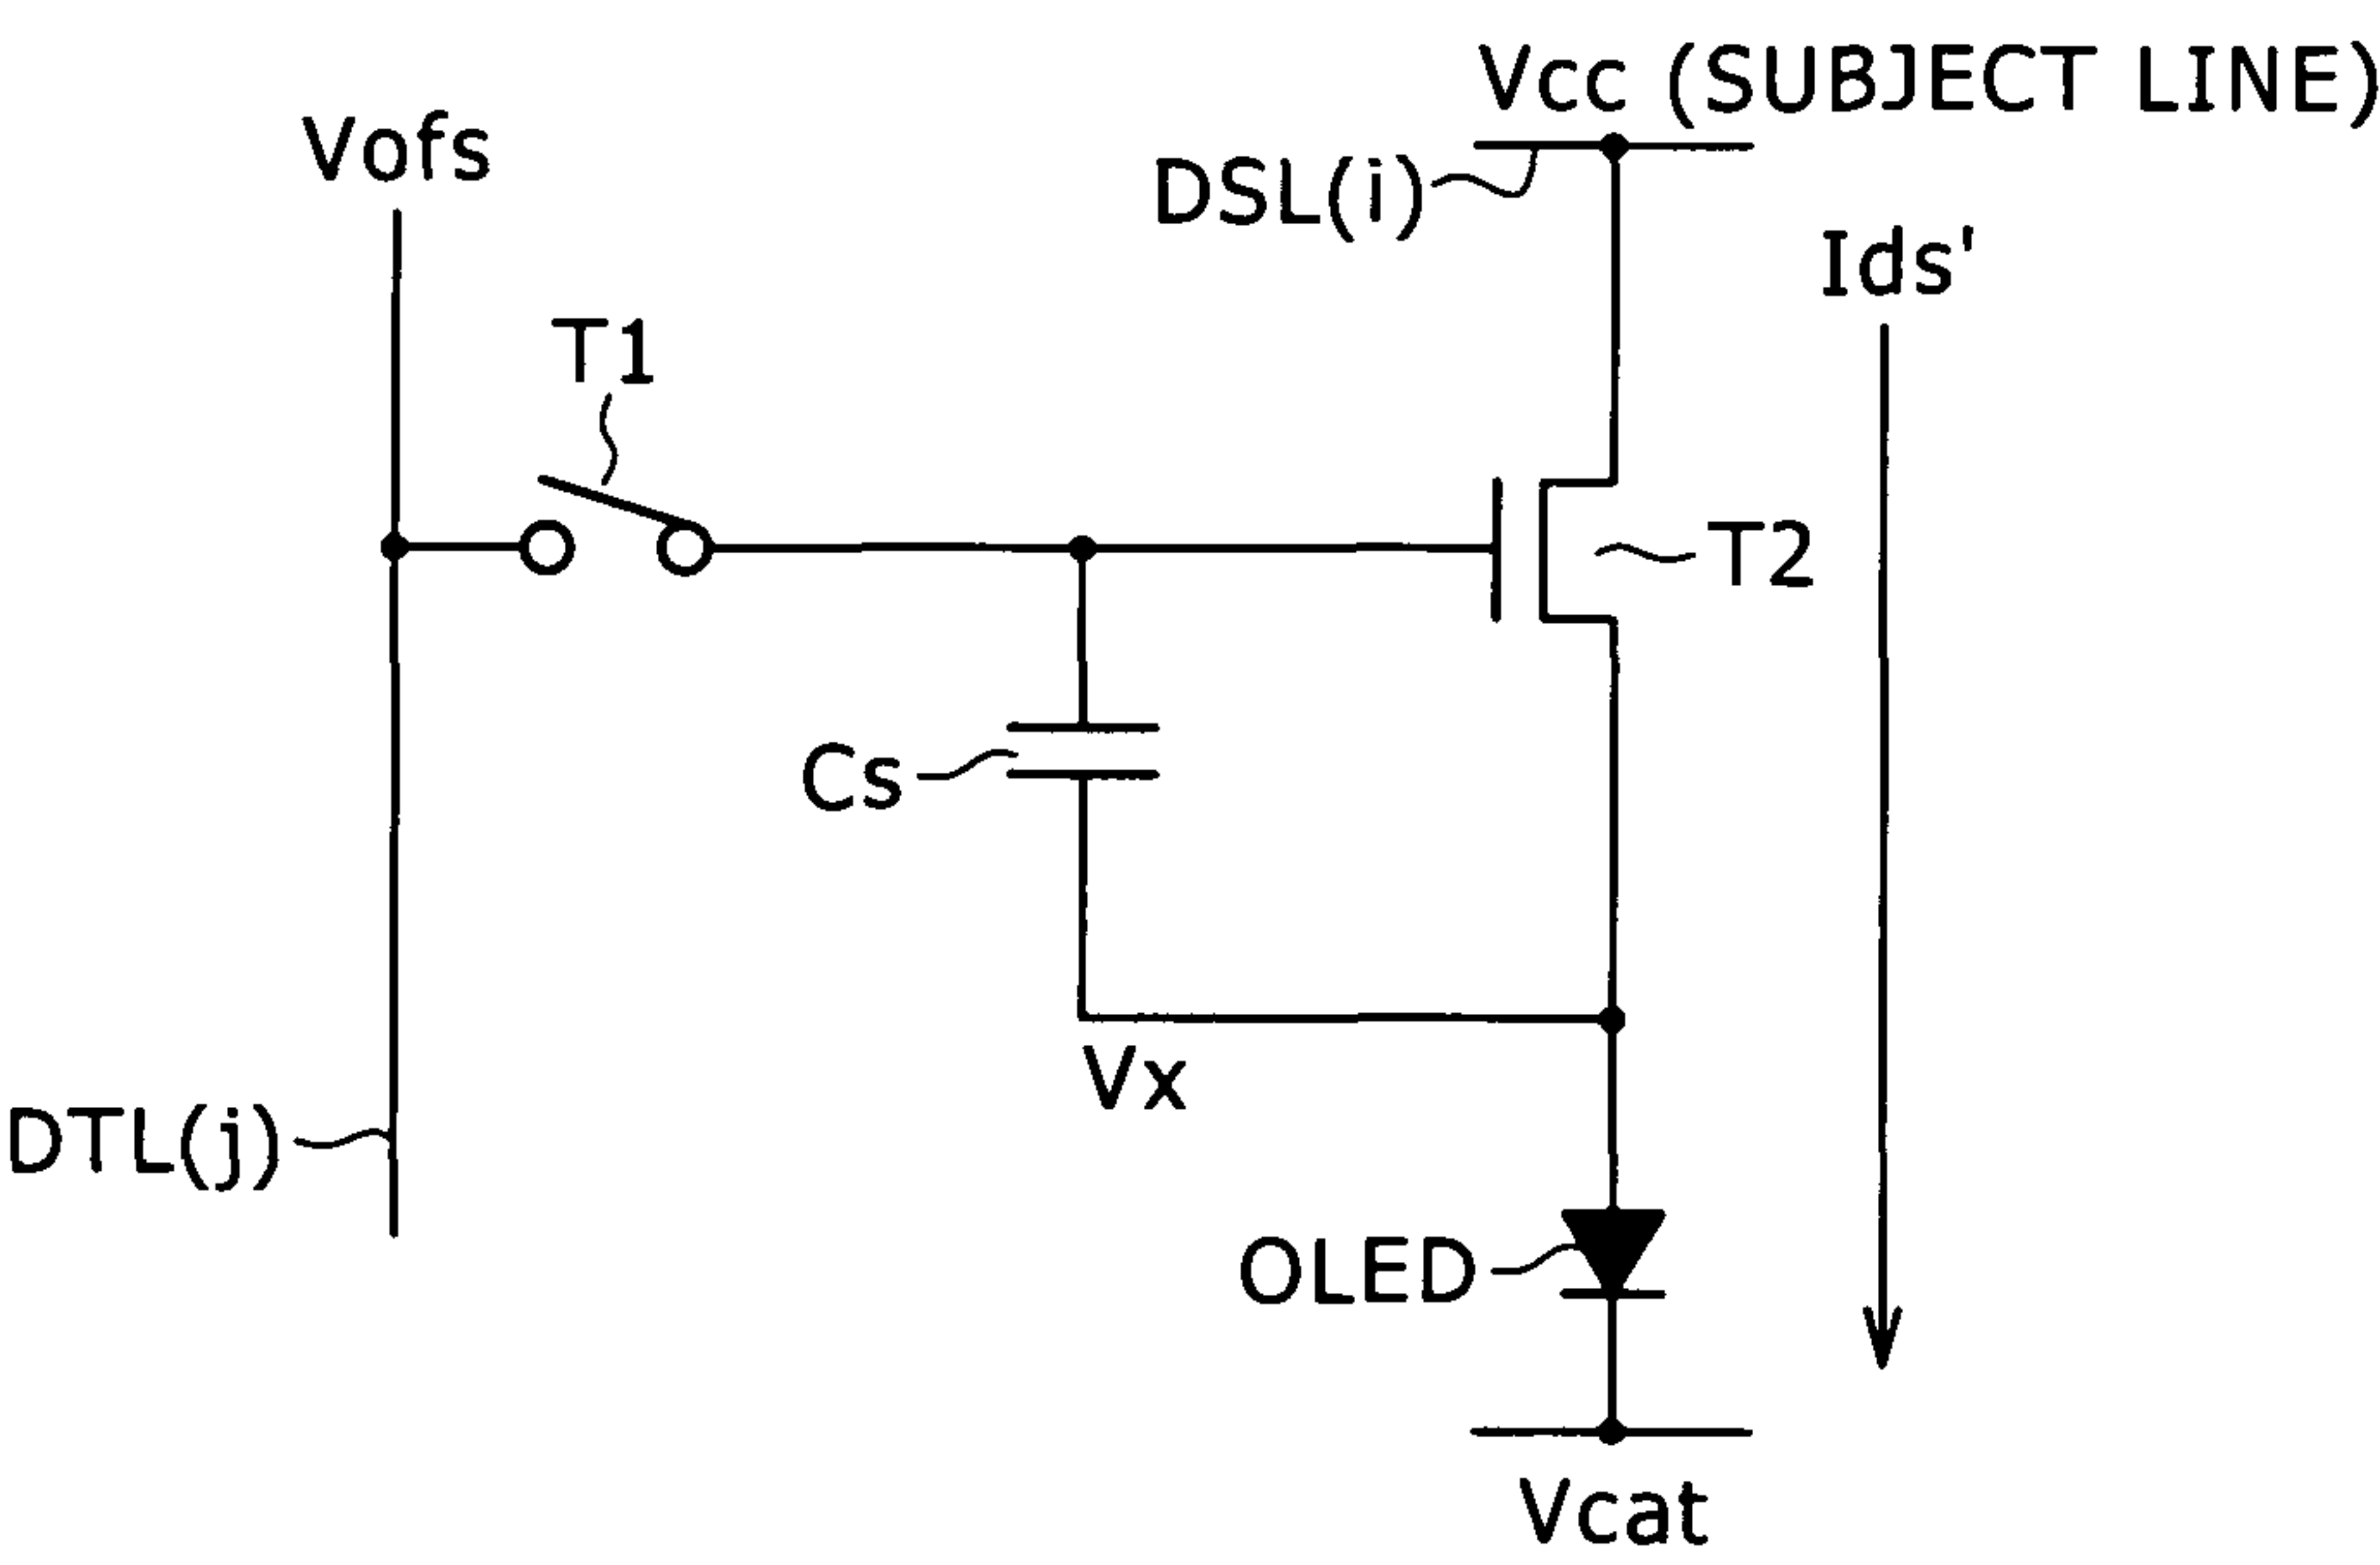 Vcc (SUBJECT LINE)
Vofs
DSL(i)
Ids'
T1
T2
Cs
Vx
DTL(j)
OLED
Vcat